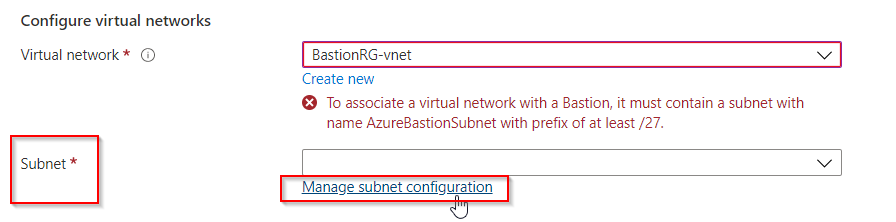 Configure virtual networks
Virtual network *
BastionRG-vnet
Create new
To associate a virtual network with a Bastion, it must contain a subnet with
name AzureBastionSubnet with prefix of at least /27.
Subnet *
Manage subnet configuration